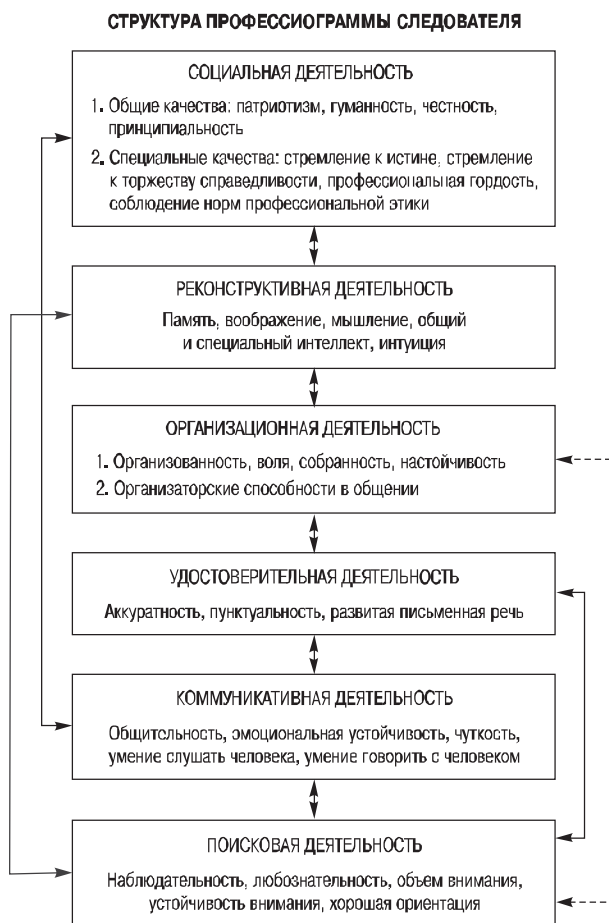 СТРУКТУРА ПРОФЕССИОГРАММЫ СЛЕДОВАТЕЛЯ
СОЦИАЛЬНАЯ ДЕЯТЕЛЬНОСТЬ
1. Общие качества: патриотизм, гуманность, честность,
принципиальность
2. Специальные качества: стремление к истине, стремление
к торжеству справедливости, профессиональная гордость,
соблюдение норм профессиональной этики
РЕКОНСТРУКТИВНАЯ ДЕЯТЕЛЬНОСТЬ
Память, воображение, мышление, общий
и специальный интеллект, интуиция
ОРГАНИЗАЦИОННАЯ ДЕЯТЕЛЬНОСТЬ
1. Организованность, воля, собранность, настойчивость
2. Организаторские способности в общении
УДОСТОВЕРИТЕЛЬНАЯ ДЕЯТЕЛЬНОСТЬ
Аккуратность, пунктуальность, развитая письменная речь
КОММУНИКАТИВНАЯ ДЕЯТЕЛЬНОСТЬ
Общительность, эмоциональная устойчивость, чуткость,
умение слушать человека, умение говорить с человеком
ПОИСКОВАЯ ДЕЯТЕЛЬНОСТЬ
Наблюдательность, любознательность, объем внимания,
устойчивость внимания, хорошая ориентация